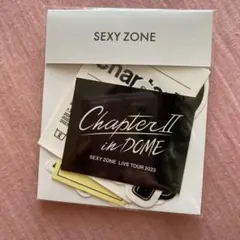 SEXY ZONE
Chapter II
in DOME
SEXY ZONE LIVE TOUR 2023